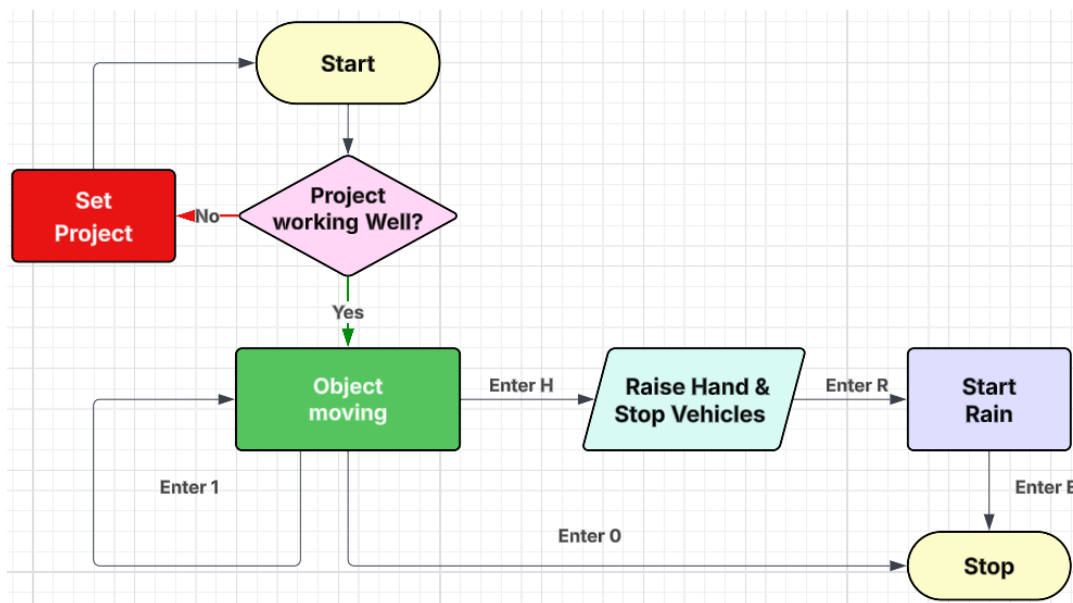 Start
Project
working Well?
No
Set
Project
Yes
Object
moving
Enter H
Raise Hand &
Stop Vehicles
Enter R
Start
Rain
Enter 1
Enter 0
Enter
Stop